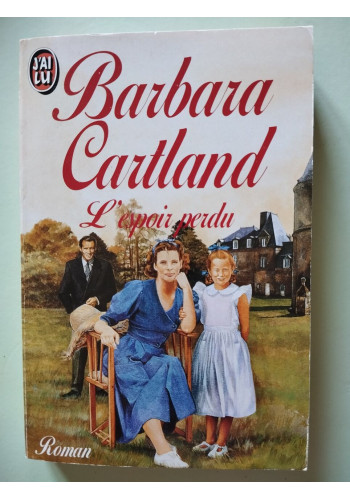 J'AI
LU
Barbara
Cartland
L'espoir perdu
Roman